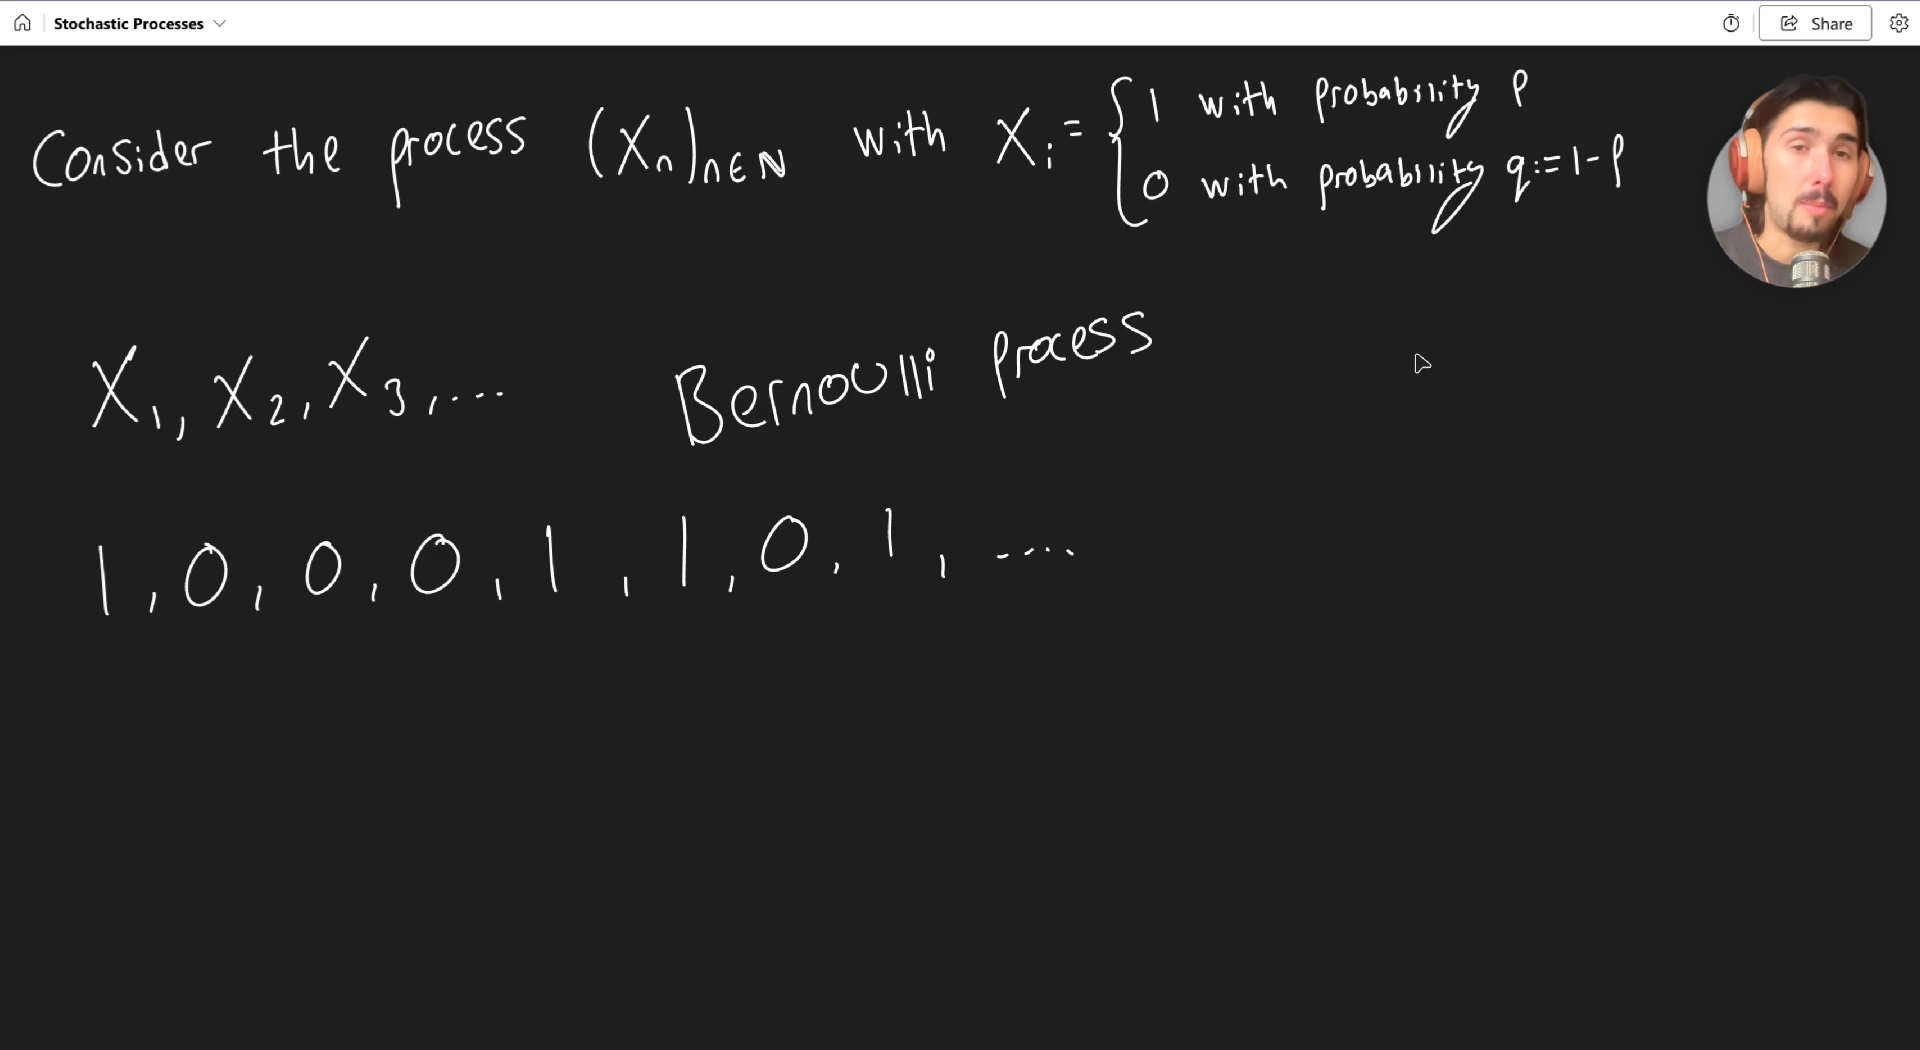 Stochastic Processes
Share
Consider the process (Xₙ)ₙ∈ℕ with Xᵢ = { 1 with probability p
0 with probability q := 1 - p
X₁, X₂, X₃, ...
Bernoulli process
1, 0, 0, 0, 1, 1, 0, 1, ....